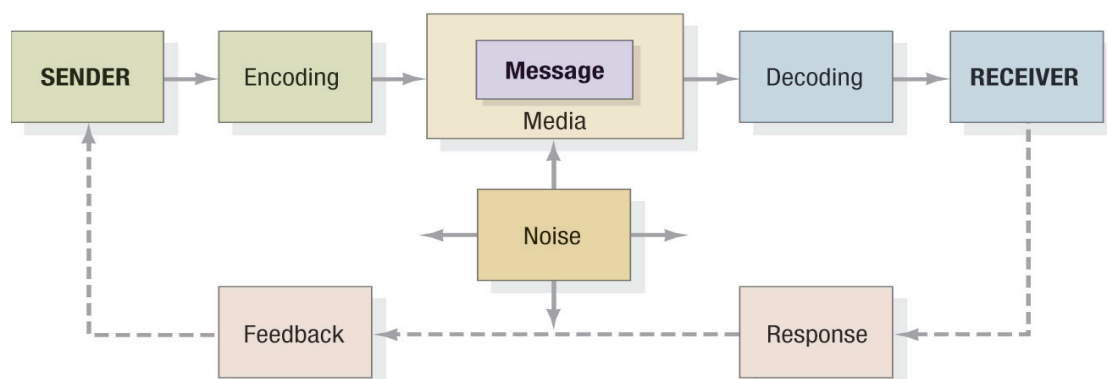 SENDER
Encoding
Message
Media
Decoding
RECEIVER
Noise
Feedback
Response